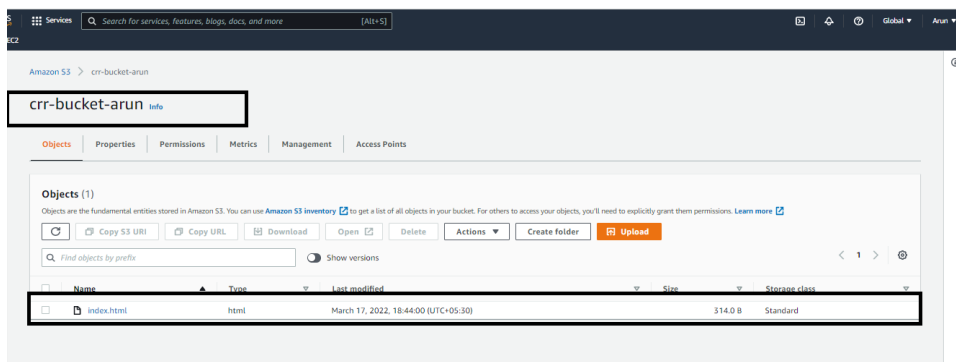 S Services Search for services, features, blogs, docs, and more [Alt+S] Global ▼ Arun ▼
EC2
Amazon S3 > crr-bucket-arun
crr-bucket-arun Info
Objects Properties Permissions Metrics Management Access Points
Objects (1)
Objects are the fundamental entities stored in Amazon S3. You can use Amazon S3 inventory to get a list of all objects in your bucket. For others to access your objects, you'll need to explicitly grant them permissions. Learn more
Copy S3 URI Copy URL Download Open Delete Actions ▼ Create folder Upload
Find objects by prefix Show versions < 1 >
Name ▲ Type ▽ Last modified ▽ Size ▽ Storage class ▽
index.html html March 17, 2022, 18:44:00 (UTC+05:30) 314.0 B Standard